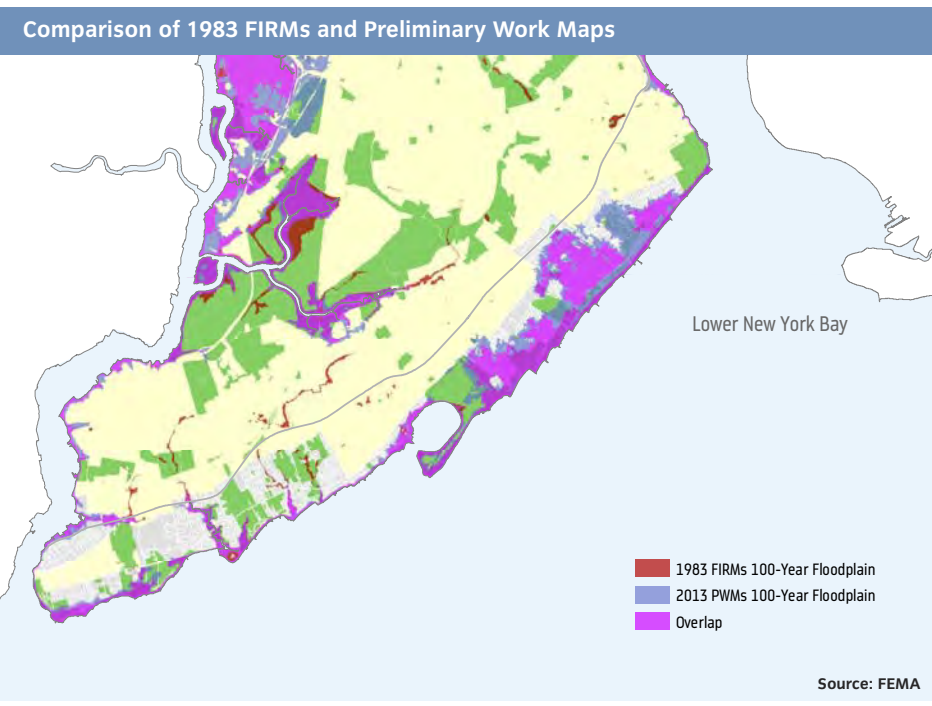 Comparison of 1983 FIRMs and Preliminary Work Maps
Lower New York Bay
1983 FIRMs 100-Year Floodplain
2013 PWMs 100-Year Floodplain
Overlap
Source: FEMA